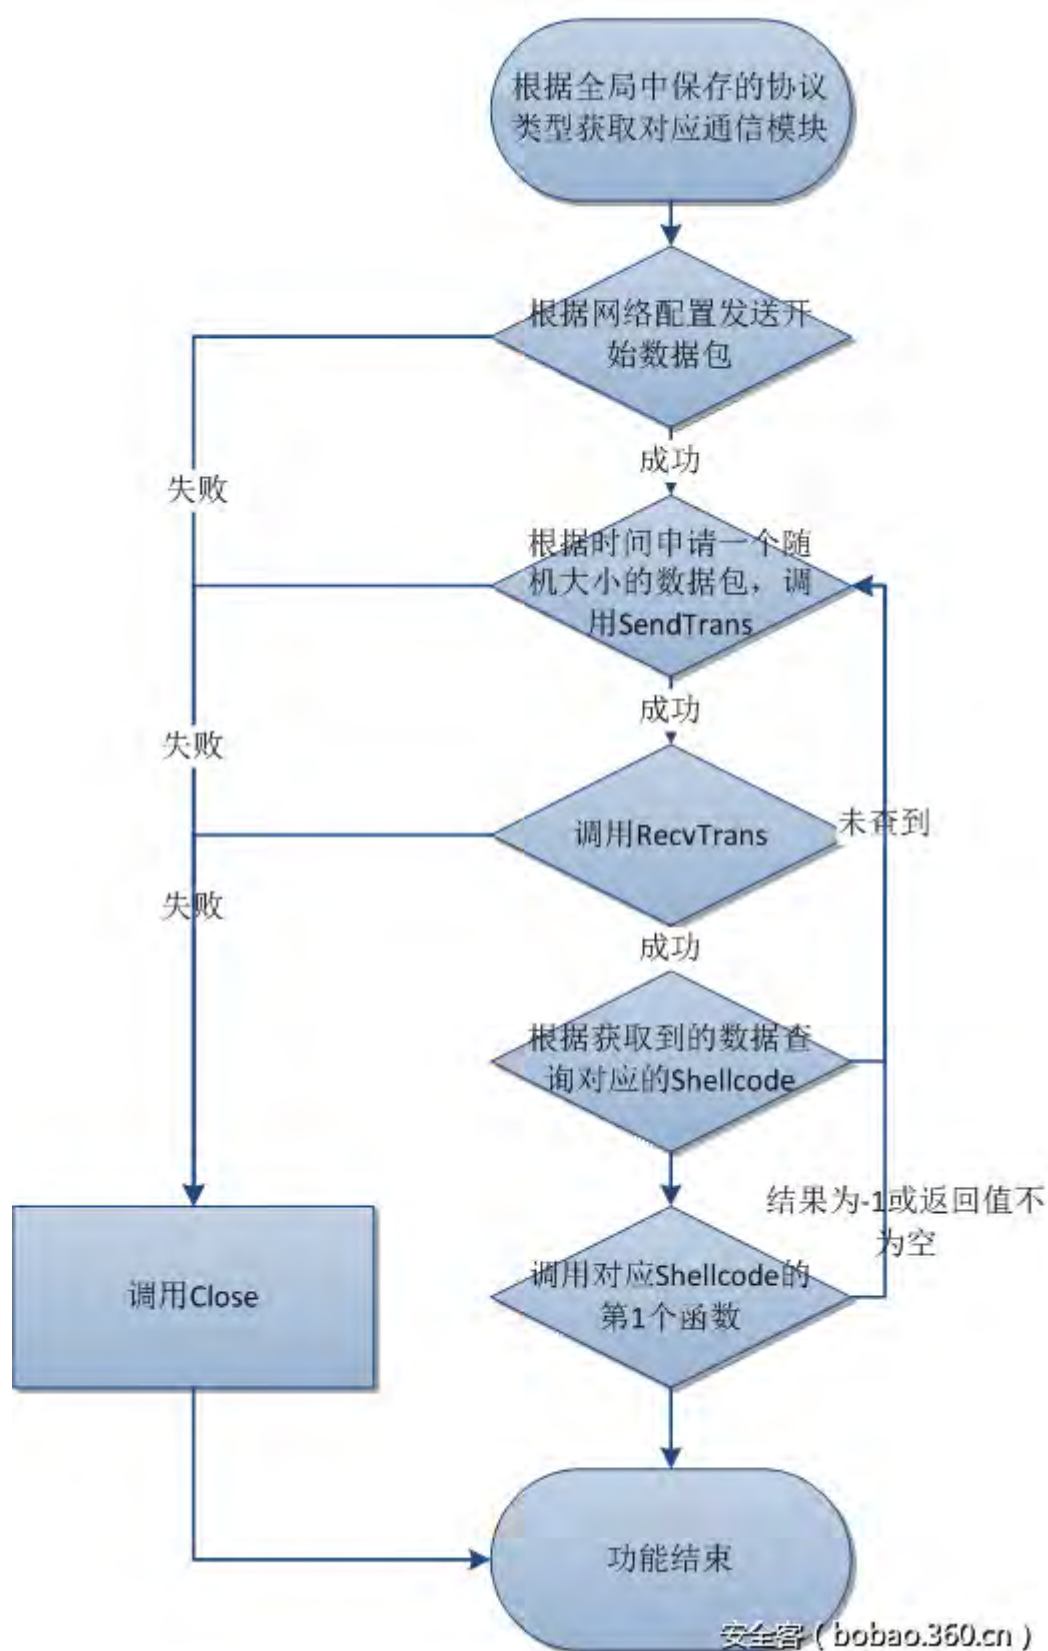 根据全局中保存的协议
类型获取对应通信模块
根据网络配置发送开
始数据包
成功
失败
根据时间申请一个随
机大小的数据包，调
用SendTrans
成功
失败
调用RecvTrans
未查到
失败
成功
根据获取到的数据查
询对应的Shellcode
结果为-1或返回值不
为空
调用Close
调用对应Shellcode的
第1个函数
功能结束
安全客（bobao.360.cn）